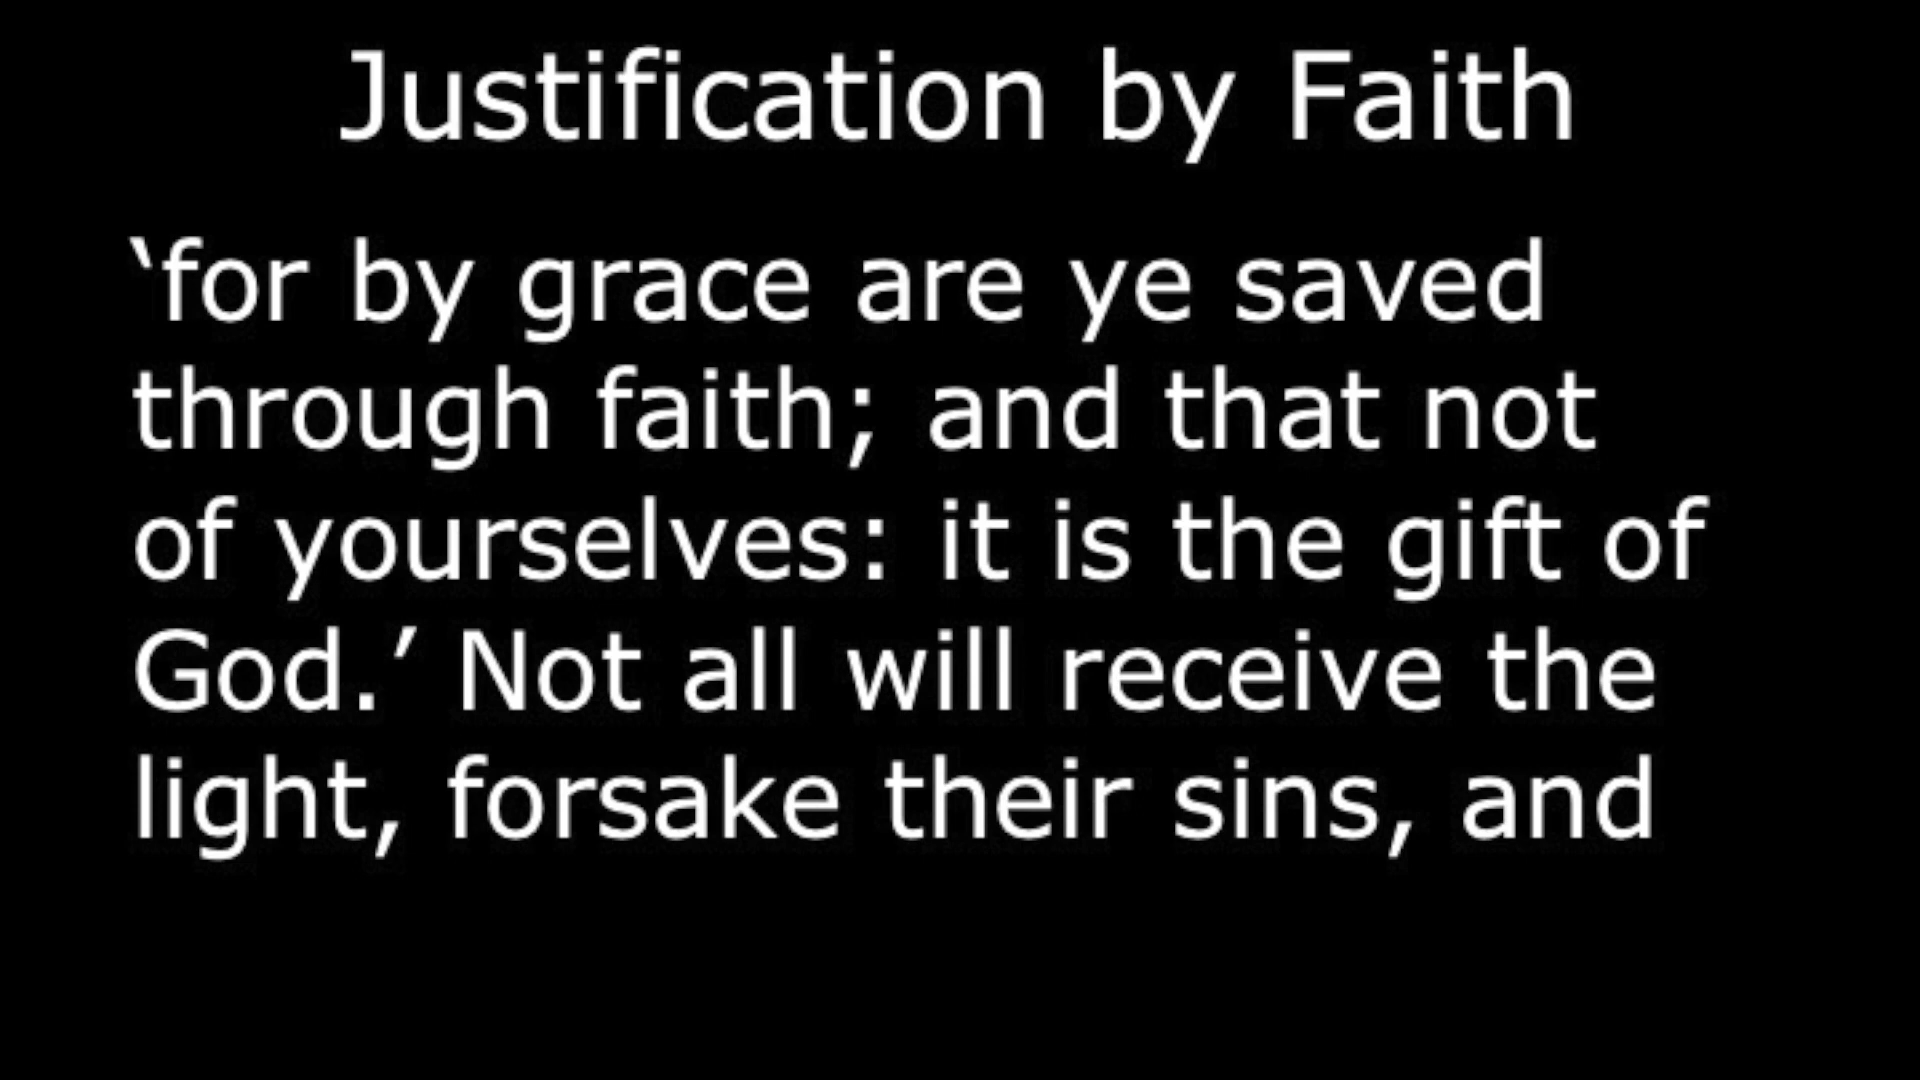 Justification by Faith
‘for by grace are ye saved
through faith; and that not
of yourselves: it is the gift of
God.’ Not all will receive the
light, forsake their sins, and